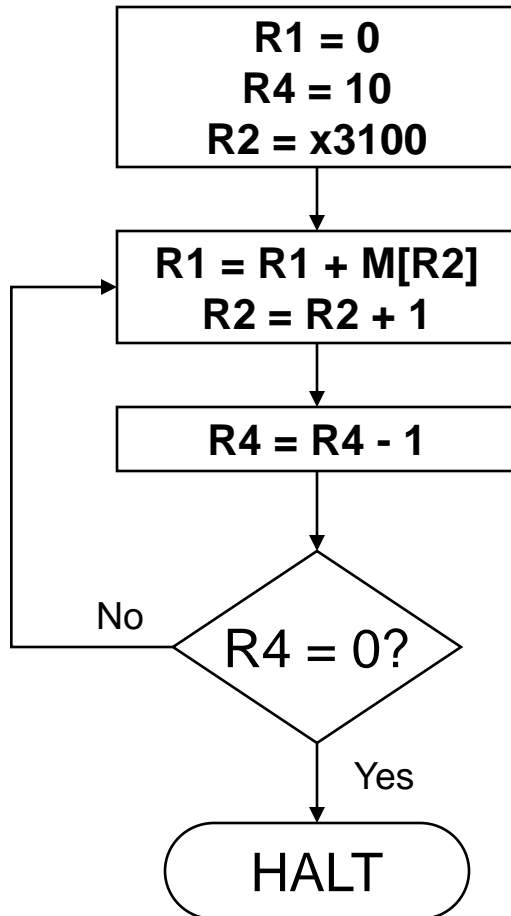 R1 = 0
R4 = 10
R2 = x3100
R1 = R1 + M[R2]
R2 = R2 + 1
R4 = R4 - 1
No
R4 = 0?
Yes
HALT